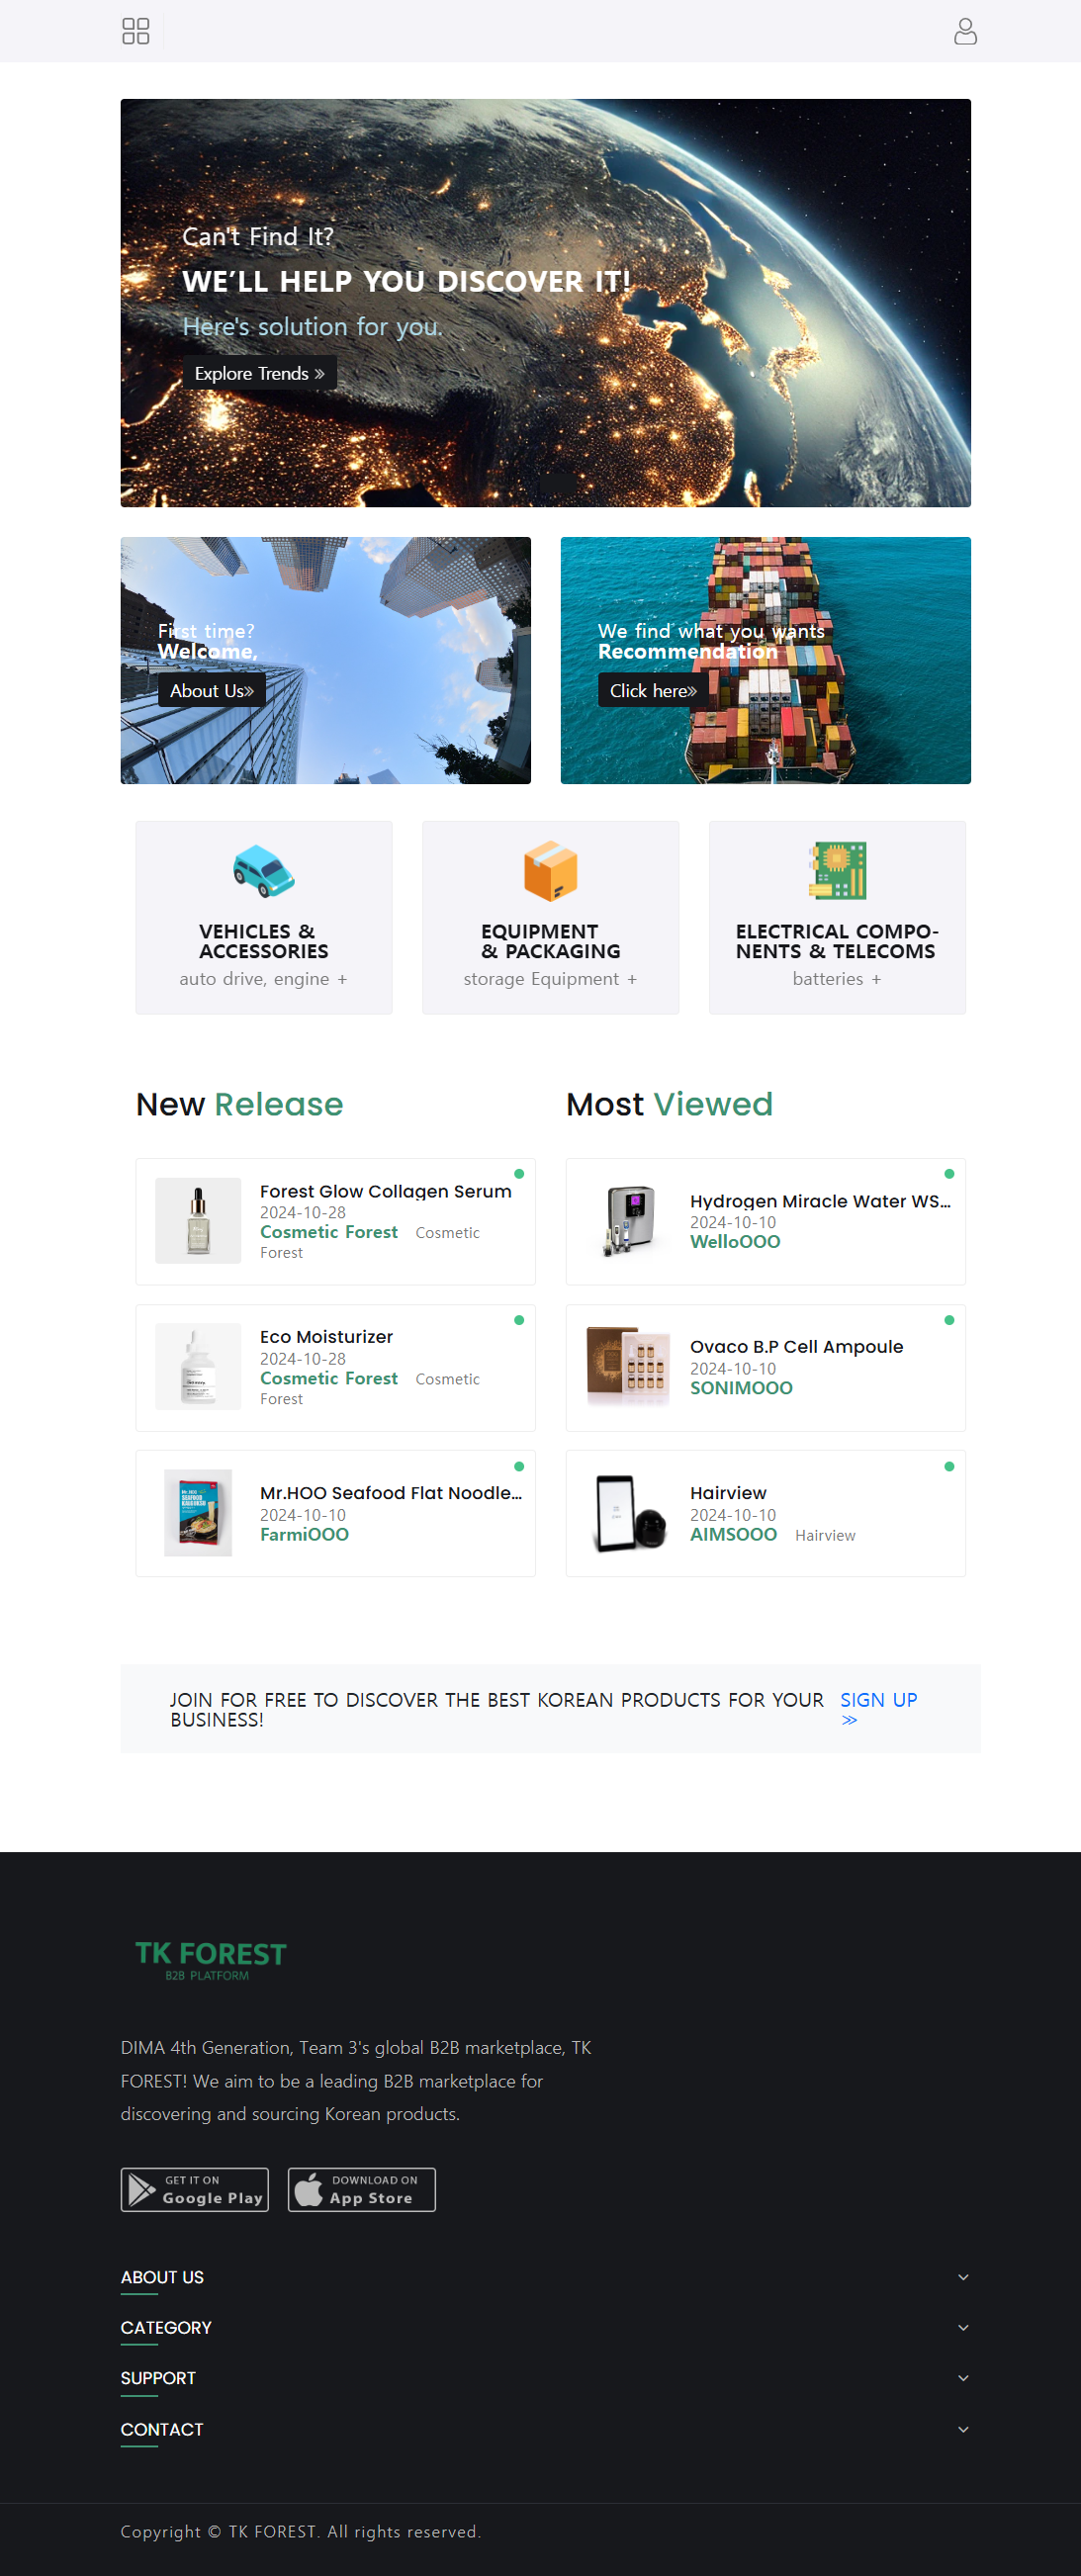 Can't Find It?
WE’LL HELP YOU DISCOVER IT!
Here's solution for you.
Explore Trends »
First time?
Welcome,
About Us»
We find what you wants
Recommendation
Click here»
VEHICLES &
ACCESSORIES
auto drive, engine +
EQUIPMENT
& PACKAGING
storage Equipment +
ELECTRICAL COMPO-
NENTS & TELECOMS
batteries +
New Release
Forest Glow Collagen Serum
2024-10-28
Cosmetic Forest Cosmetic
Forest
Eco Moisturizer
2024-10-28
Cosmetic Forest Cosmetic
Forest
Mr.HOO
SEAFOOD
Mr.HOO Seafood Flat Noodle...
2024-10-10
FarmiOOO
Most Viewed
Hydrogen Miracle Water WS...
2024-10-10
WelloOOO
Ovaco B.P Cell Ampoule
2024-10-10
SONIMOOO
Hairview
2024-10-10
AIMSOOO Hairview
JOIN FOR FREE TO DISCOVER THE BEST KOREAN PRODUCTS FOR YOUR
BUSINESS!
SIGN UP
≫
TK FOREST
B2B PLATFORM
DIMA 4th Generation, Team 3's global B2B marketplace, TK
FOREST! We aim to be a leading B2B marketplace for
discovering and sourcing Korean products.
GET IT ON
Google Play
DOWNLOAD ON
App Store
ABOUT US
CATEGORY
SUPPORT
CONTACT
Copyright © TK FOREST. All rights reserved.